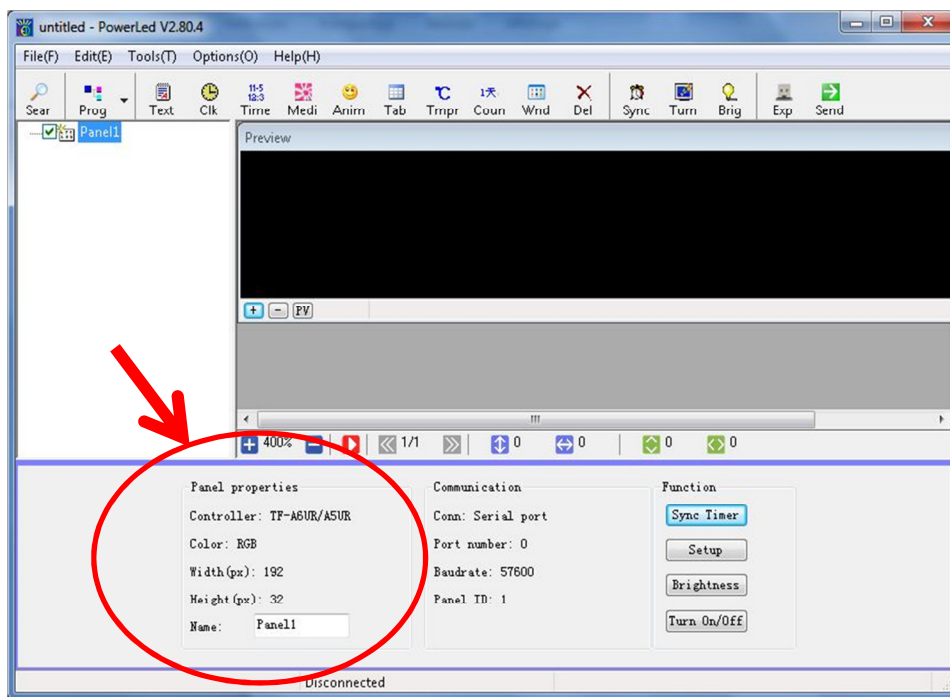 untitled - PowerLed V2.80.4
File(F) Edit(E) Tools(T) Options(O) Help(H)
11-5
12:3
℃
1天
Sear Prog Text Clk Time Medi Anim Tab Tmpr Coun Wnd Del Sync Turn Brig Exp Send
Panel1
Preview
+ - PV
400% 1/1 0 0 0 0
Panel properties
Controller: TF-A6UR/A5UR
Color: RGB
Width(px): 192
Height(px): 32
Name: Panel1
Communication
Conn: Serial port
Port number: 0
Baudrate: 57600
Panel ID: 1
Function
Sync Timer
Setup
Brightness
Turn On/Off
Disconnected